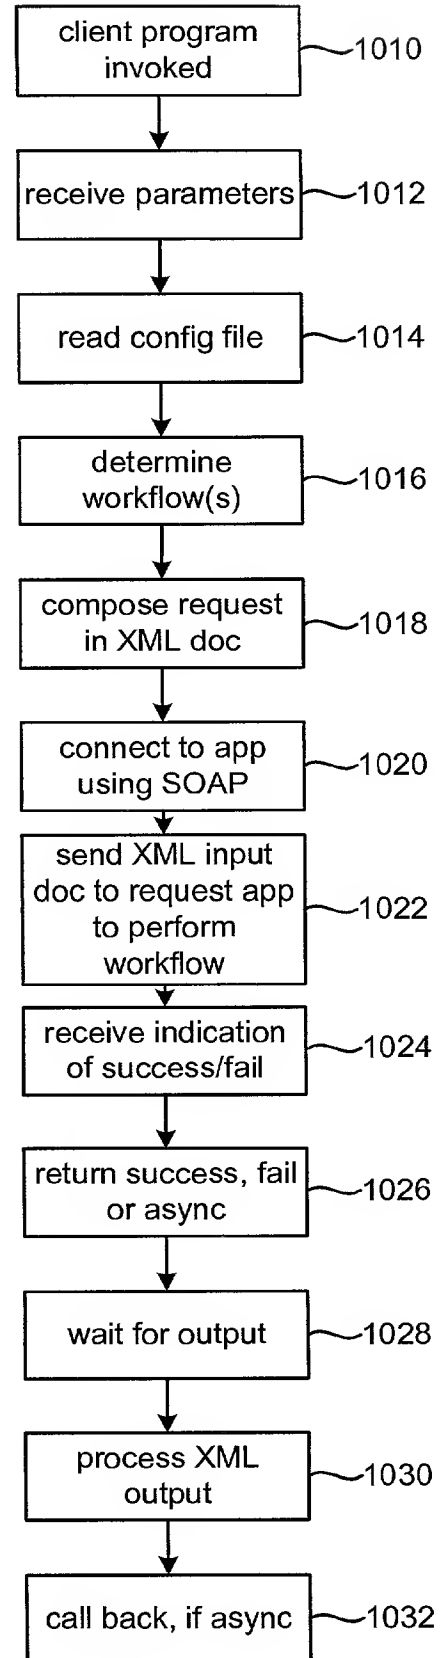 client program
invoked
1010
receive parameters
1012
read config file
1014
determine
workflow(s)
1016
compose request
in XML doc
1018
connect to app
using SOAP
1020
send XML input
doc to request app
to perform
workflow
1022
receive indication
of success/fail
1024
return success, fail
or async
1026
wait for output
1028
process XML
output
1030
call back, if async
1032